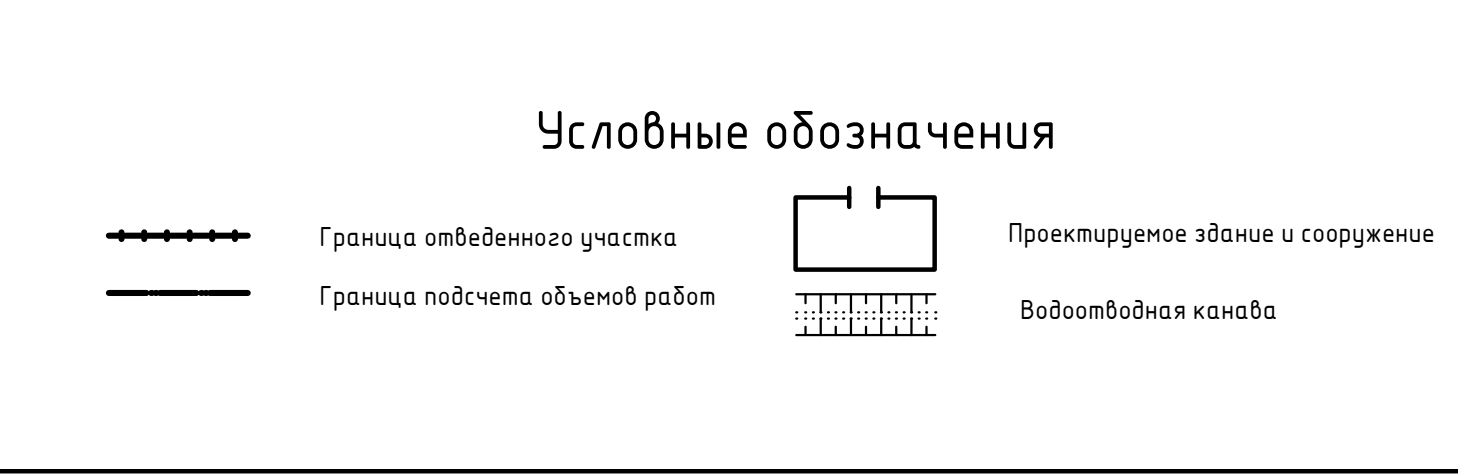 Условные обозначения
Граница отведенного участка
Граница подсчета объемов работ
Проектируемое здание и сооружение
Водоотводная канава